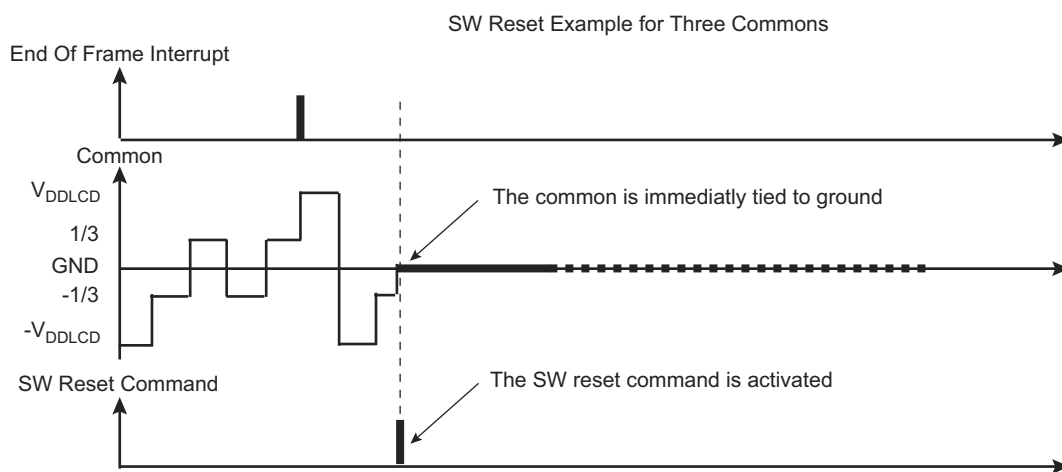 SW Reset Example for Three Commons
End Of Frame Interrupt
Common
VDDLCD
The common is immediatly tied to ground
1/3
GND
-1/3
-VDDLCD
SW Reset Command
The SW reset command is activated